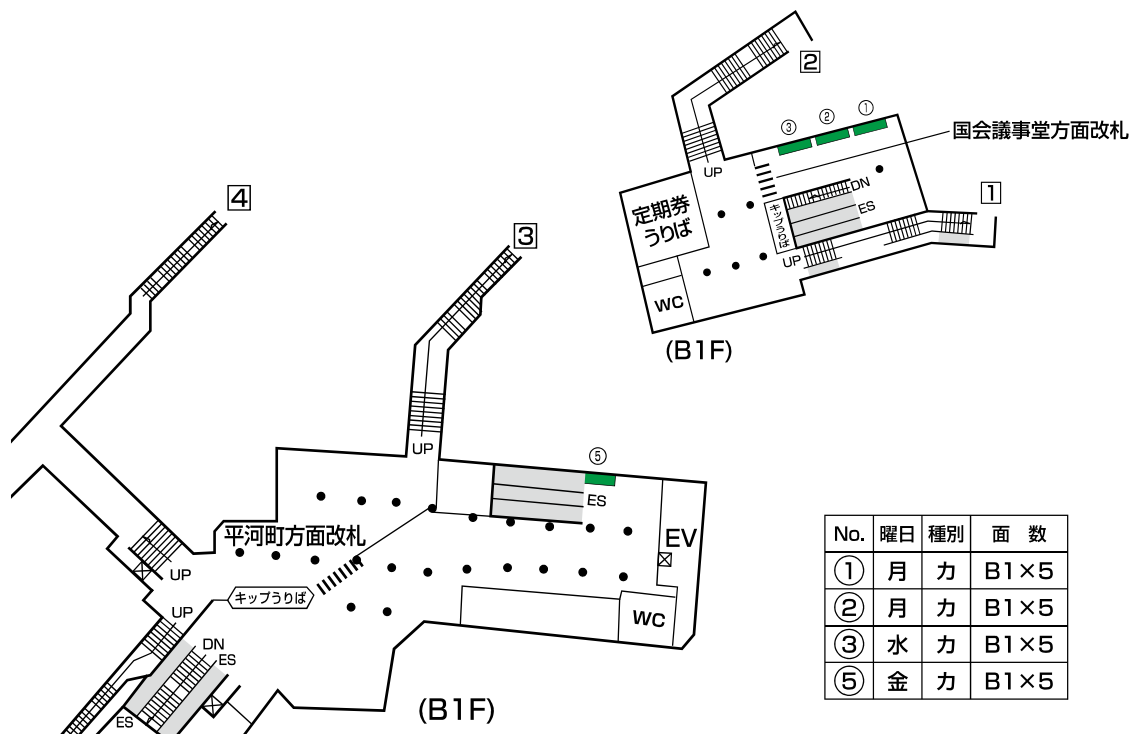 2
①
②
③
国会議事堂方面改札
UP
DN
ES
定期券
うりば
キップうりば
1
UP
WC
(B1F)
4
3
UP
⑤
ES
平河町方面改札
EV
UP
キップうりば
UP
WC
DN
ES
ES
(B1F)
No. 曜日 種別 面 数
① 月 カ B1×5
② 月 カ B1×5
③ 水 カ B1×5
⑤ 金 カ B1×5